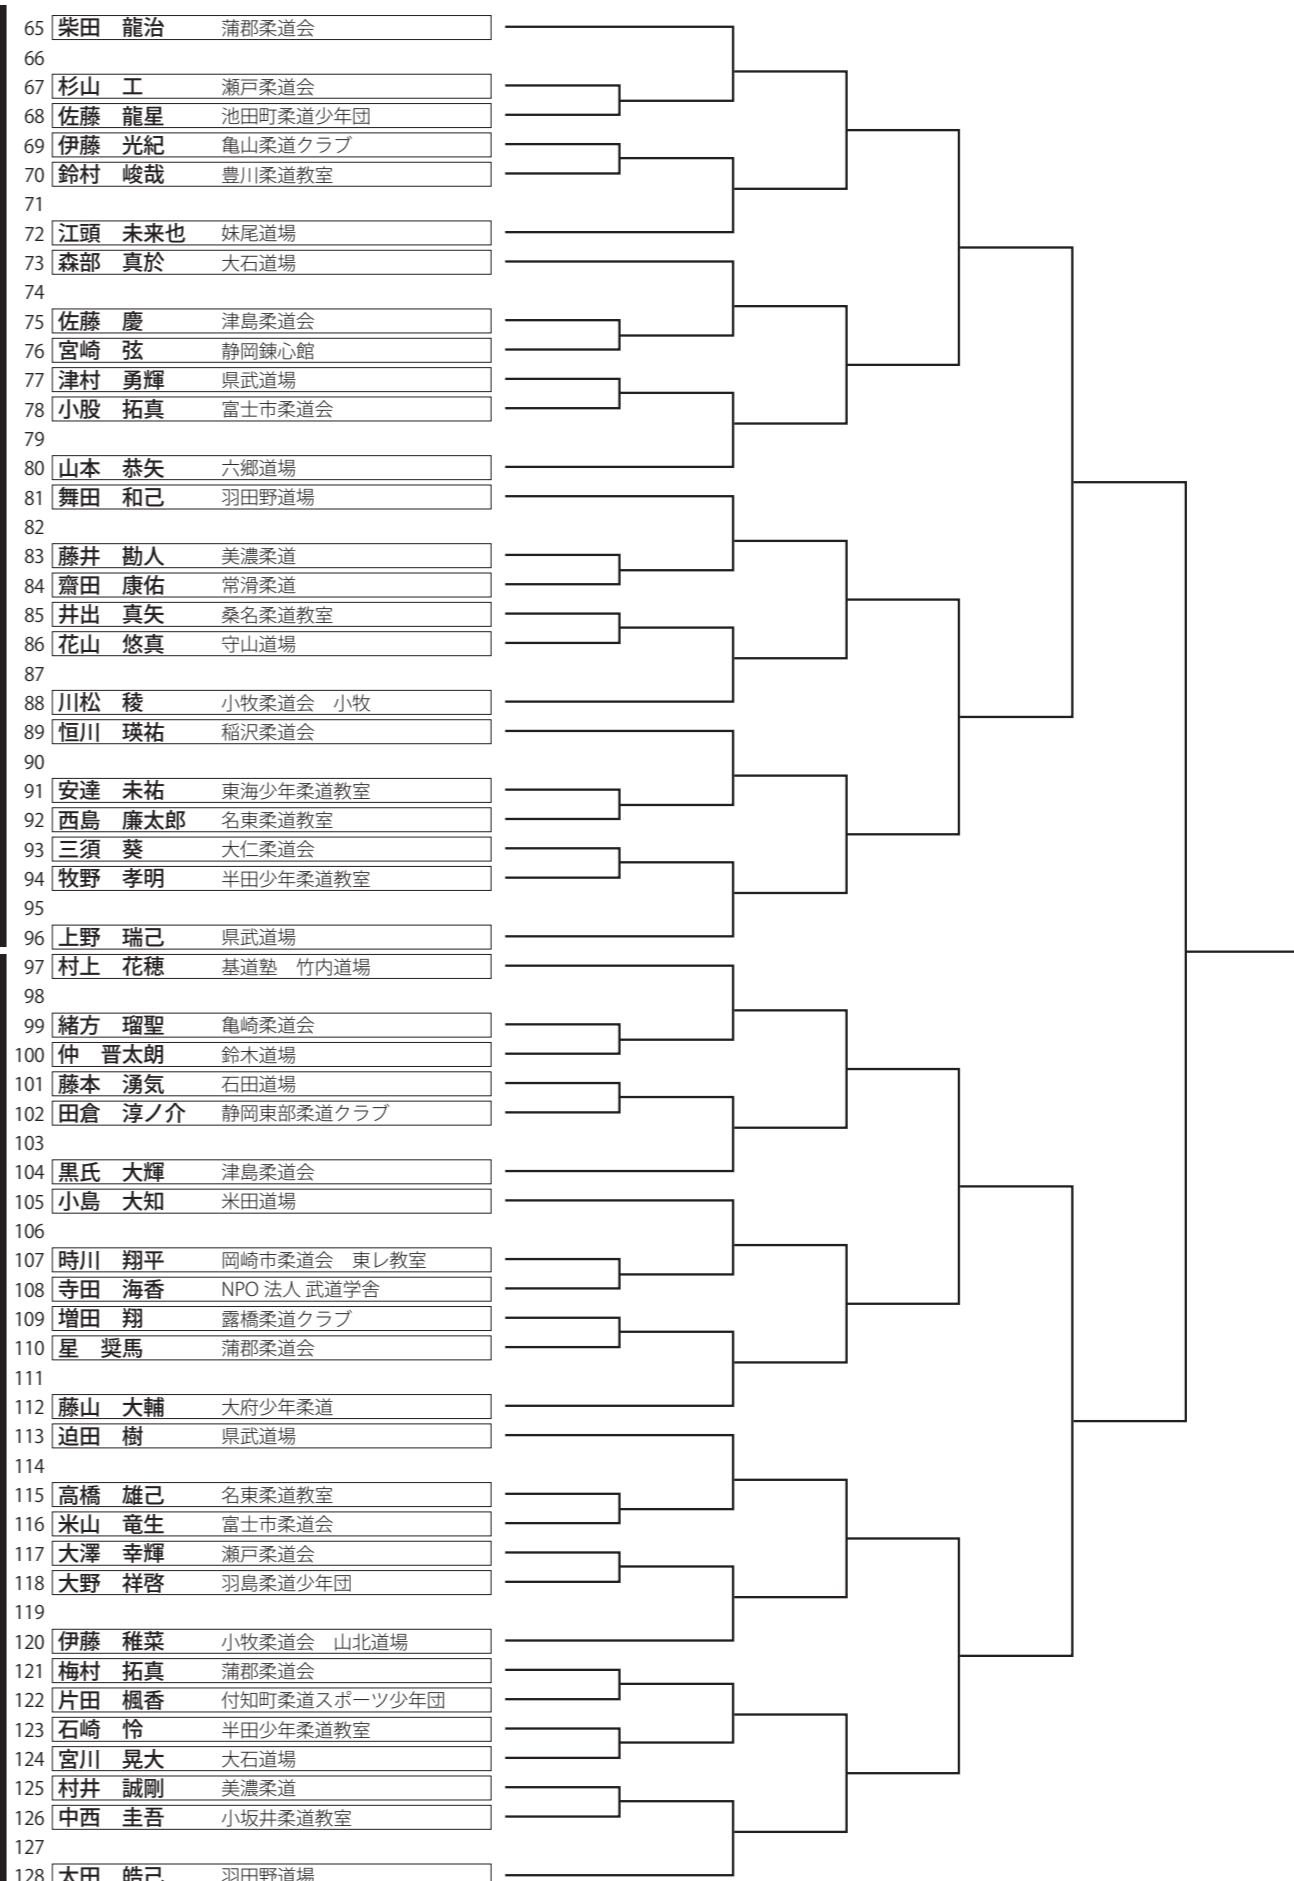 65 柴田　龍治　蒲郡柔道会
66
67 杉山　工　瀬戸柔道会
68 佐藤　龍星　池田町柔道少年団
69 伊藤　光紀　亀山柔道クラブ
70 鈴村　峻哉　豊川柔道教室
71
72 江頭　未来也　妹尾道場
73 森部　真於　大石道場
74
75 佐藤　慶　津島柔道会
76 宮崎　弦　静岡錬心館
77 津村　勇輝　県武道場
78 小股　拓真　富士市柔道会
79
80 山本　恭矢　六郷道場
81 舞田　和己　羽田野道場
82
83 藤井　勘人　美濃柔道
84 齋田　康佑　常滑柔道
85 井出　真矢　桑名柔道教室
86 花山　悠真　守山道場
87
88 川松　稜　小牧柔道会　小牧
89 恒川　瑛祐　稲沢柔道会
90
91 安達　未祐　東海少年柔道教室
92 西島　廉太郎　名東柔道教室
93 三須　葵　大仁柔道会
94 牧野　孝明　半田少年柔道教室
95
96 上野　瑞己　県武道場
97 村上　花穂　基道塾　竹内道場
98
99 緒方　瑠聖　亀崎柔道会
100 仲　晋太朗　鈴木道場
101 藤本　湧気　石田道場
102 田倉　淳ノ介　静岡東部柔道クラブ
103
104 黒氏　大輝　津島柔道会
105 小島　大知　米田道場
106
107 時川　翔平　岡崎市柔道会　東レ教室
108 寺田　海香　NPO 法人 武道学舎
109 増田　翔　露橋柔道クラブ
110 星　奨馬　蒲郡柔道会
111
112 藤山　大輔　大府少年柔道
113 迫田　樹　県武道場
114
115 高橋　雄己　名東柔道教室
116 米山　竜生　富士市柔道会
117 大澤　幸輝　瀬戸柔道会
118 大野　祥啓　羽島柔道少年団
119
120 伊藤　稚菜　小牧柔道会　山北道場
121 梅村　拓真　蒲郡柔道会
122 片田　楓香　付知町柔道スポーツ少年団
123 石崎　怜　半田少年柔道教室
124 宮川　晃大　大石道場
125 村井　誠剛　美濃柔道
126 中西　圭吾　小坂井柔道教室
127
128 太田　皓己　羽田野道場